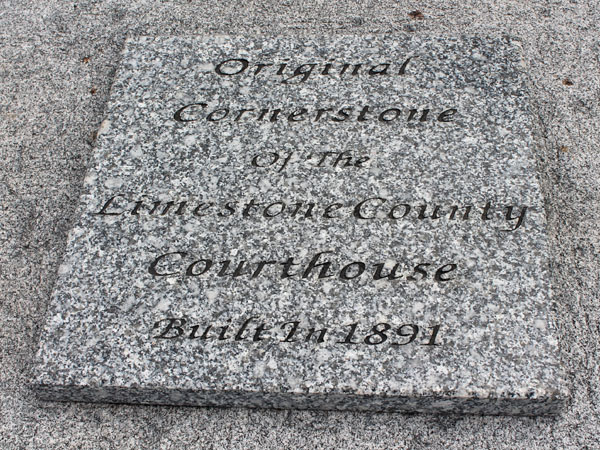 Original
Cornerstone
Of The
Limestone County
Courthouse
Built In 1891